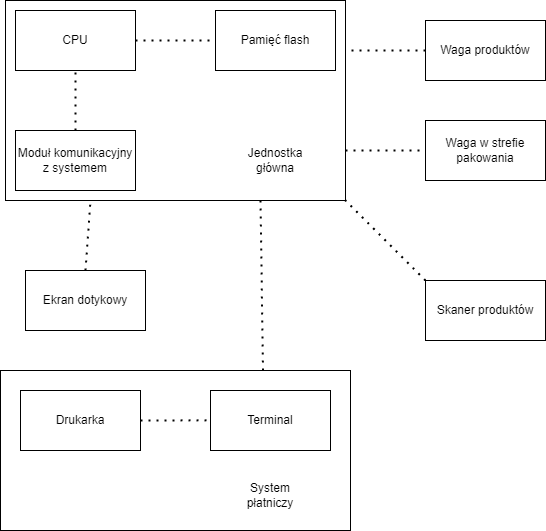 CPU
Pamięć flash
Waga produktów
Moduł komunikacyjny
z systemem
Jednostka
główna
Waga w strefie
pakowania
Ekran dotykowy
Skaner produktów
Drukarka
Terminal
System
płatniczy